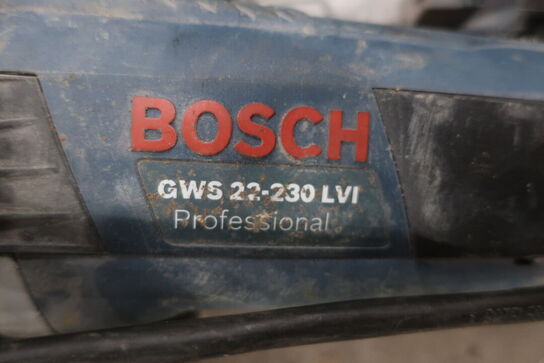 BOSCH
GWS 22-230 LVI
Professional